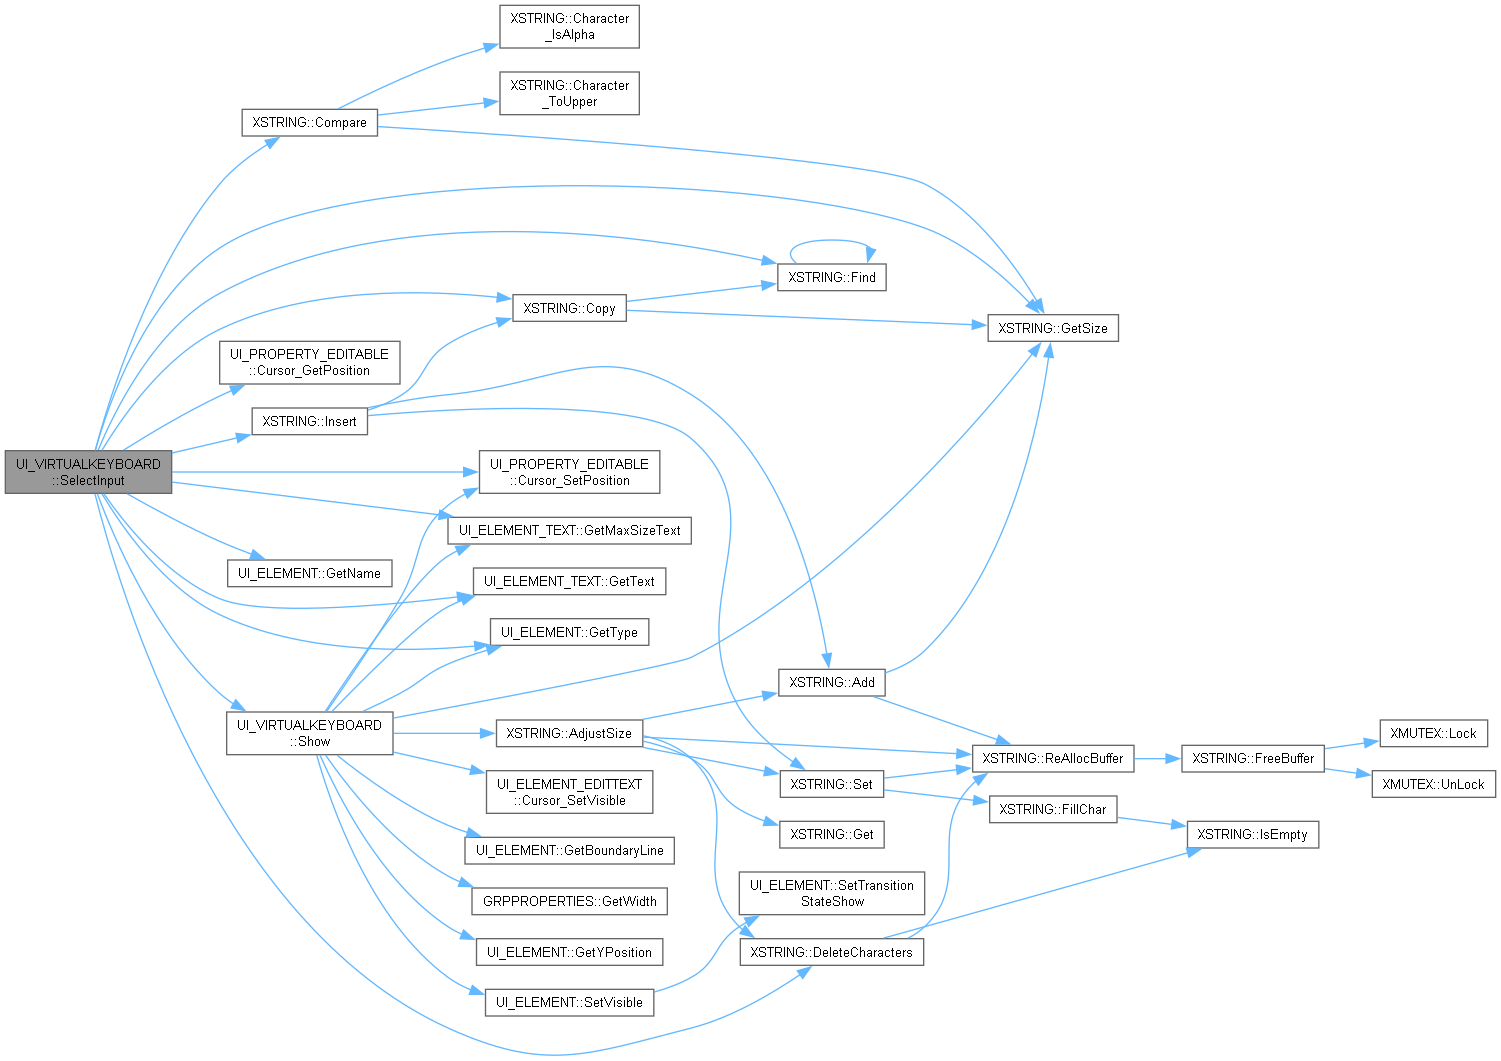 XSTRING::Character
_IsAlpha
XSTRING::Character
_ToUpper
XSTRING::Compare
XSTRING::Find
XSTRING::Copy
XSTRING::GetSize
UI_PROPERTY_EDITABLE
::Cursor_GetPosition
XSTRING::Insert
UI_VIRTUALKEYBOARD
::SelectInput
UI_PROPERTY_EDITABLE
::Cursor_SetPosition
UI_ELEMENT_TEXT::GetMaxSizeText
UI_ELEMENT::GetName
UI_ELEMENT_TEXT::GetText
UI_ELEMENT::GetType
XSTRING::Add
UI_VIRTUALKEYBOARD
::Show
XSTRING::AdjustSize
XMUTEX::Lock
XSTRING::ReAllocBuffer
XSTRING::FreeBuffer
UI_ELEMENT_EDITTEXT
::Cursor_SetVisible
XSTRING::Set
XMUTEX::UnLock
XSTRING::FillChar
XSTRING::Get
XSTRING::IsEmpty
UI_ELEMENT::GetBoundaryLine
UI_ELEMENT::SetTransition
StateShow
GRPPROPERTIES::GetWidth
UI_ELEMENT::GetYPosition
XSTRING::DeleteCharacters
UI_ELEMENT::SetVisible